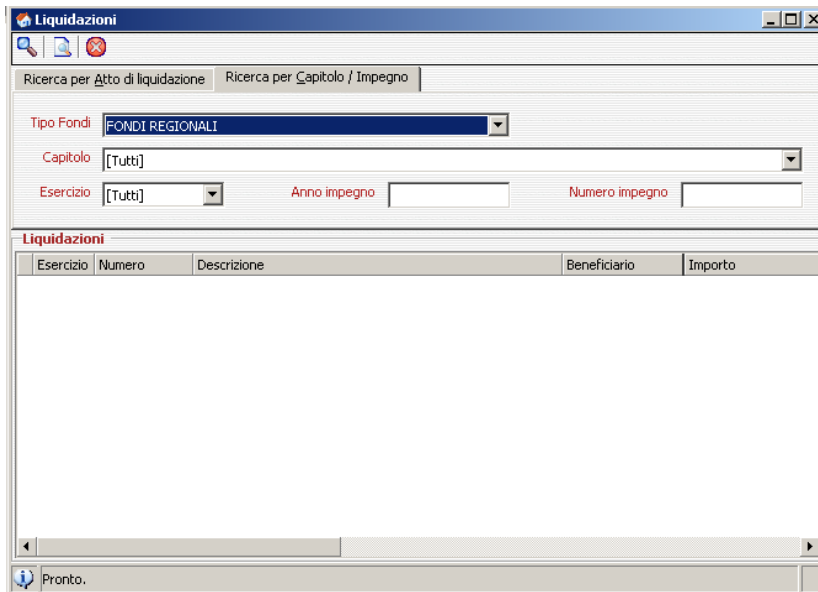 Liquidazioni
Ricerca per Atto di liquidazione Ricerca per Capitolo / Impegno
Tipo Fondi FONDI REGIONALI
Capitolo [Tutti]
Esercizio [Tutti] Anno impegno Numero impegno
Liquidazioni
Esercizio Numero Descrizione Beneficiario Importo
Pronto.